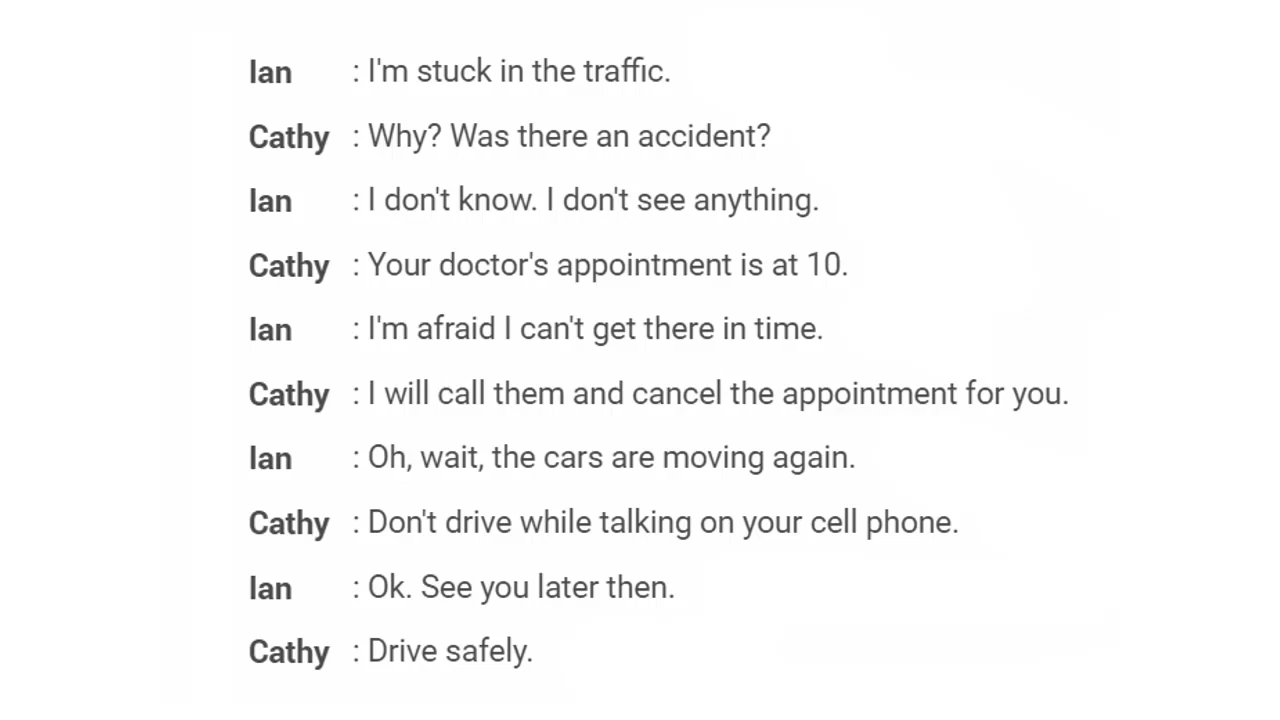 Ian : I'm stuck in the traffic.
Cathy : Why? Was there an accident?
Ian : I don't know. I don't see anything.
Cathy : Your doctor's appointment is at 10.
Ian : I'm afraid I can't get there in time.
Cathy : I will call them and cancel the appointment for you.
Ian : Oh, wait, the cars are moving again.
Cathy : Don't drive while talking on your cell phone.
Ian : Ok. See you later then.
Cathy : Drive safely.